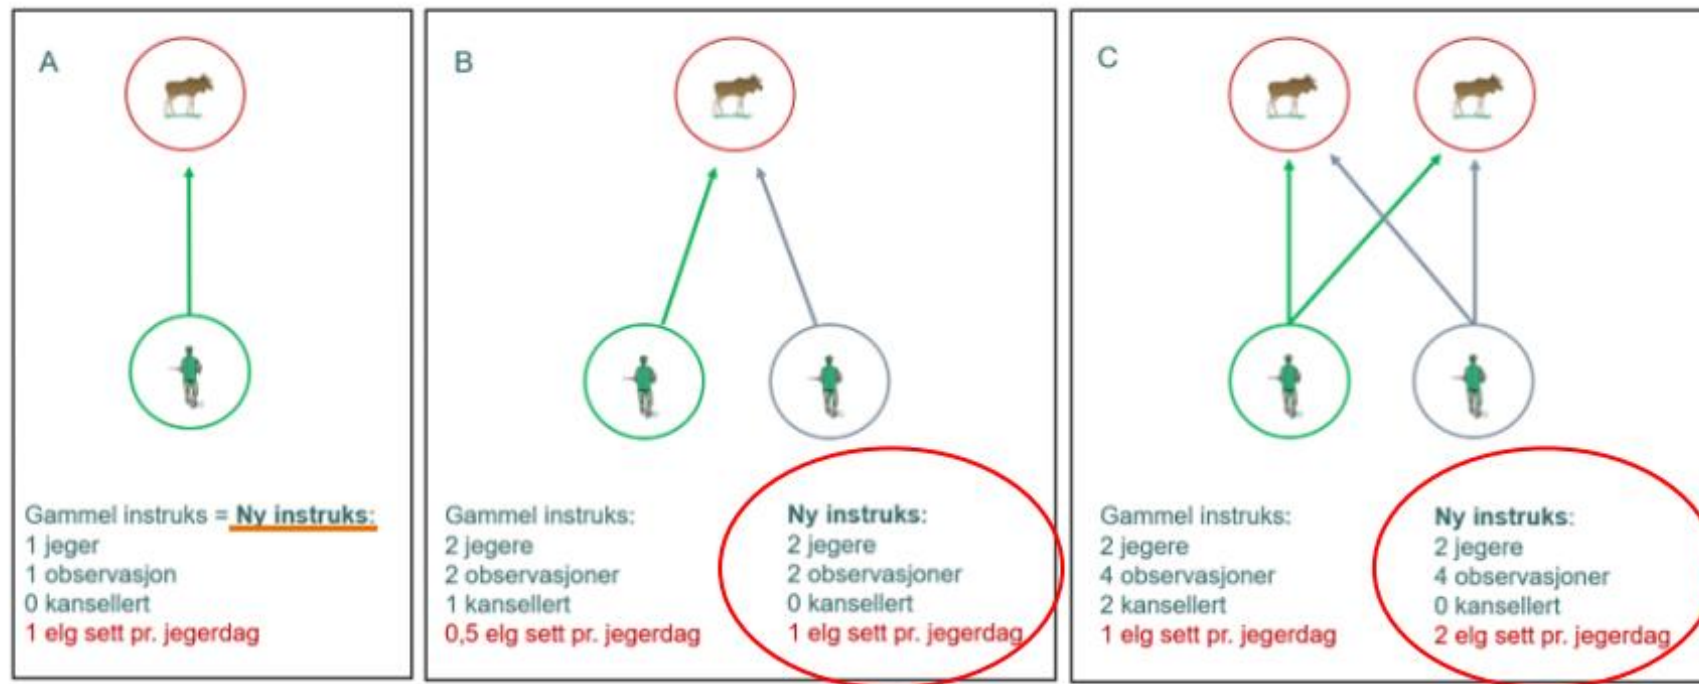 A
Gammel instruks = Ny instruks:
1 jeger
1 observasjon
0 kansellert
1 elg sett pr. jegerdag
B
Gammel instruks:
2 jegere
2 observasjoner
1 kansellert
0,5 elg sett pr. jegerdag
Ny instruks:
2 jegere
2 observasjoner
0 kansellert
1 elg sett pr. jegerdag
C
Gammel instruks:
2 jegere
4 observasjoner
2 kansellert
1 elg sett pr. jegerdag
Ny instruks:
2 jegere
4 observasjoner
0 kansellert
2 elg sett pr. jegerdag